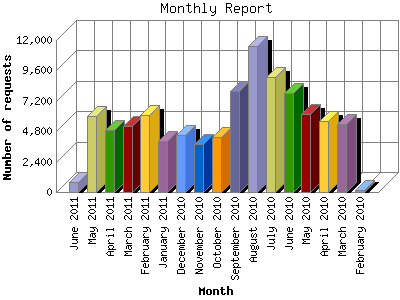 Monthly Report
12,000
9,600
7,200
4,800
2,400
0
Number of requests
June 2011
May 2011
April 2011
March 2011
February 2011
January 2011
December 2010
November 2010
October 2010
September 2010
August 2010
July 2010
June 2010
May 2010
April 2010
March 2010
February 2010
Month